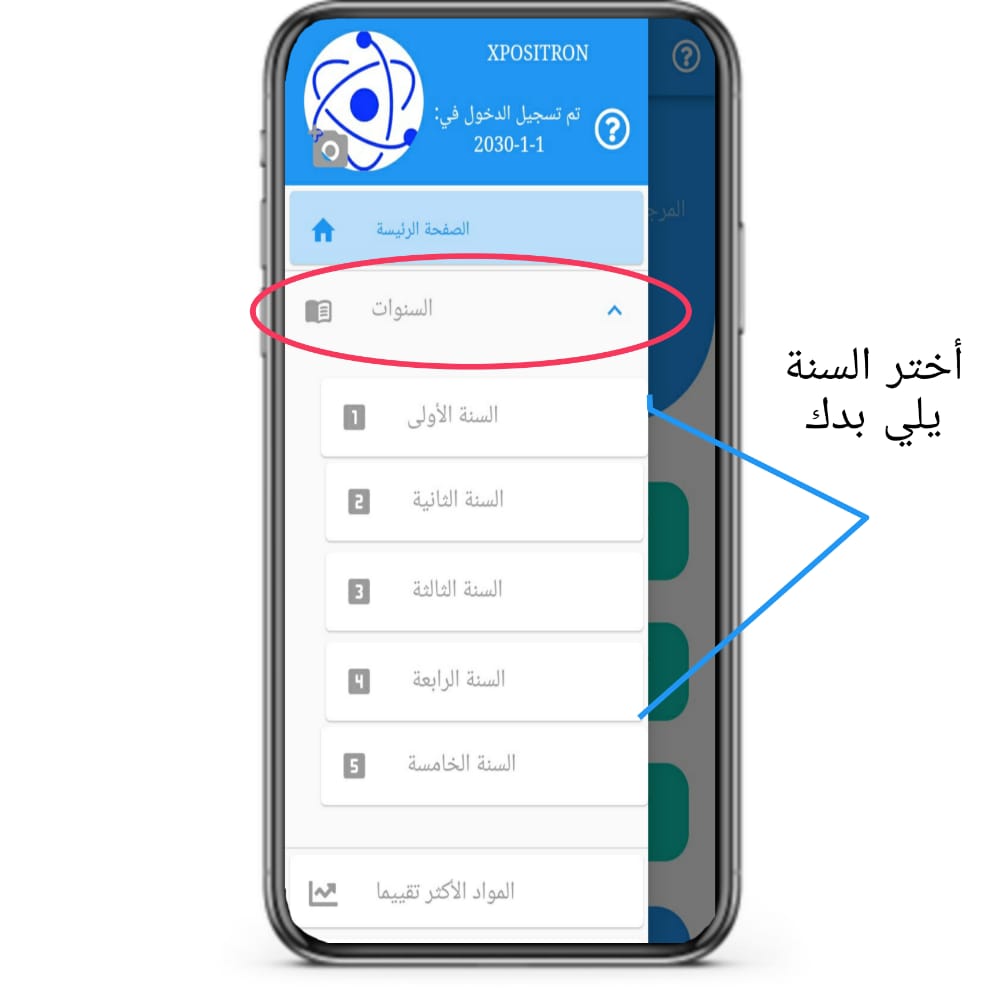 XPOSITRON
تم تسجيل الدخول في:
2030-1-1
المرج
الصفحة الرئيسة
السنوات
أختر السنة
يلي بدك
1 السنة الأولى
2 السنة الثانية
3 السنة الثالثة
4 السنة الرابعة
5 السنة الخامسة
المواد الأكثر تقييما